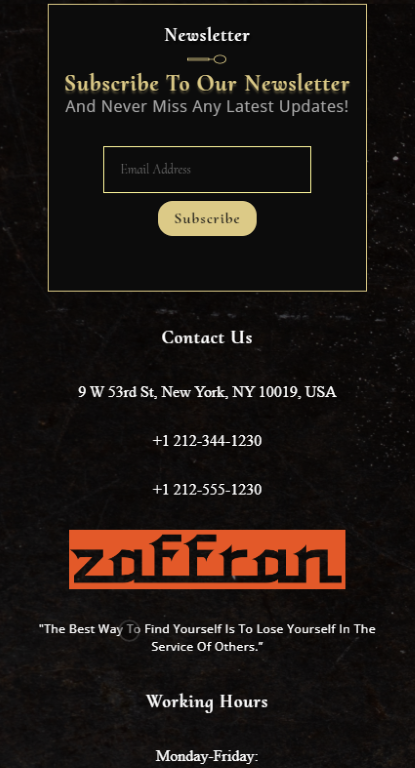 Newsletter
Subscribe To Our Newsletter
And Never Miss Any Latest Updates!
Email Address
Subscribe
Contact Us
9 W 53rd St, New York, NY 10019, USA
+1 212-344-1230
+1 212-555-1230
zaffran
"The Best Way To Find Yourself Is To Lose Yourself In The
Service Of Others."
Working Hours
Monday-Friday: